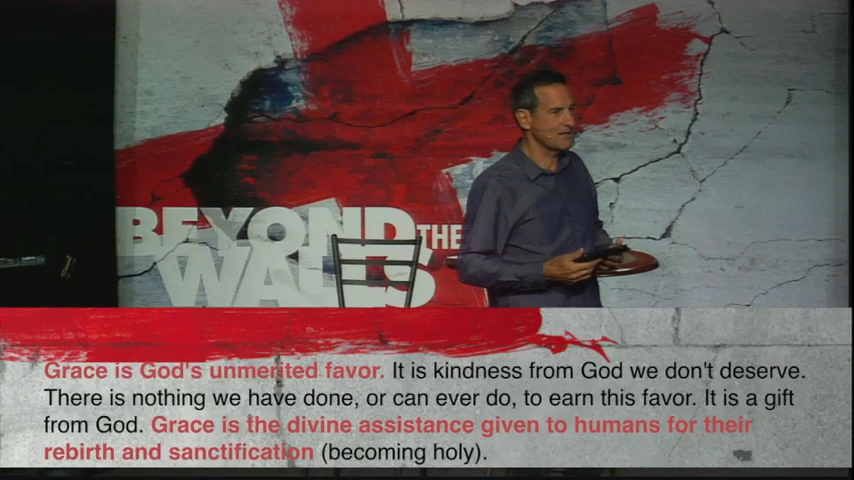 BEYOND THE
WALLS
Grace is God's unmerited favor. It is kindness from God we don't deserve.
There is nothing we have done, or can ever do, to earn this favor. It is a gift
from God. Grace is the divine assistance given to humans for their
rebirth and sanctification (becoming holy).